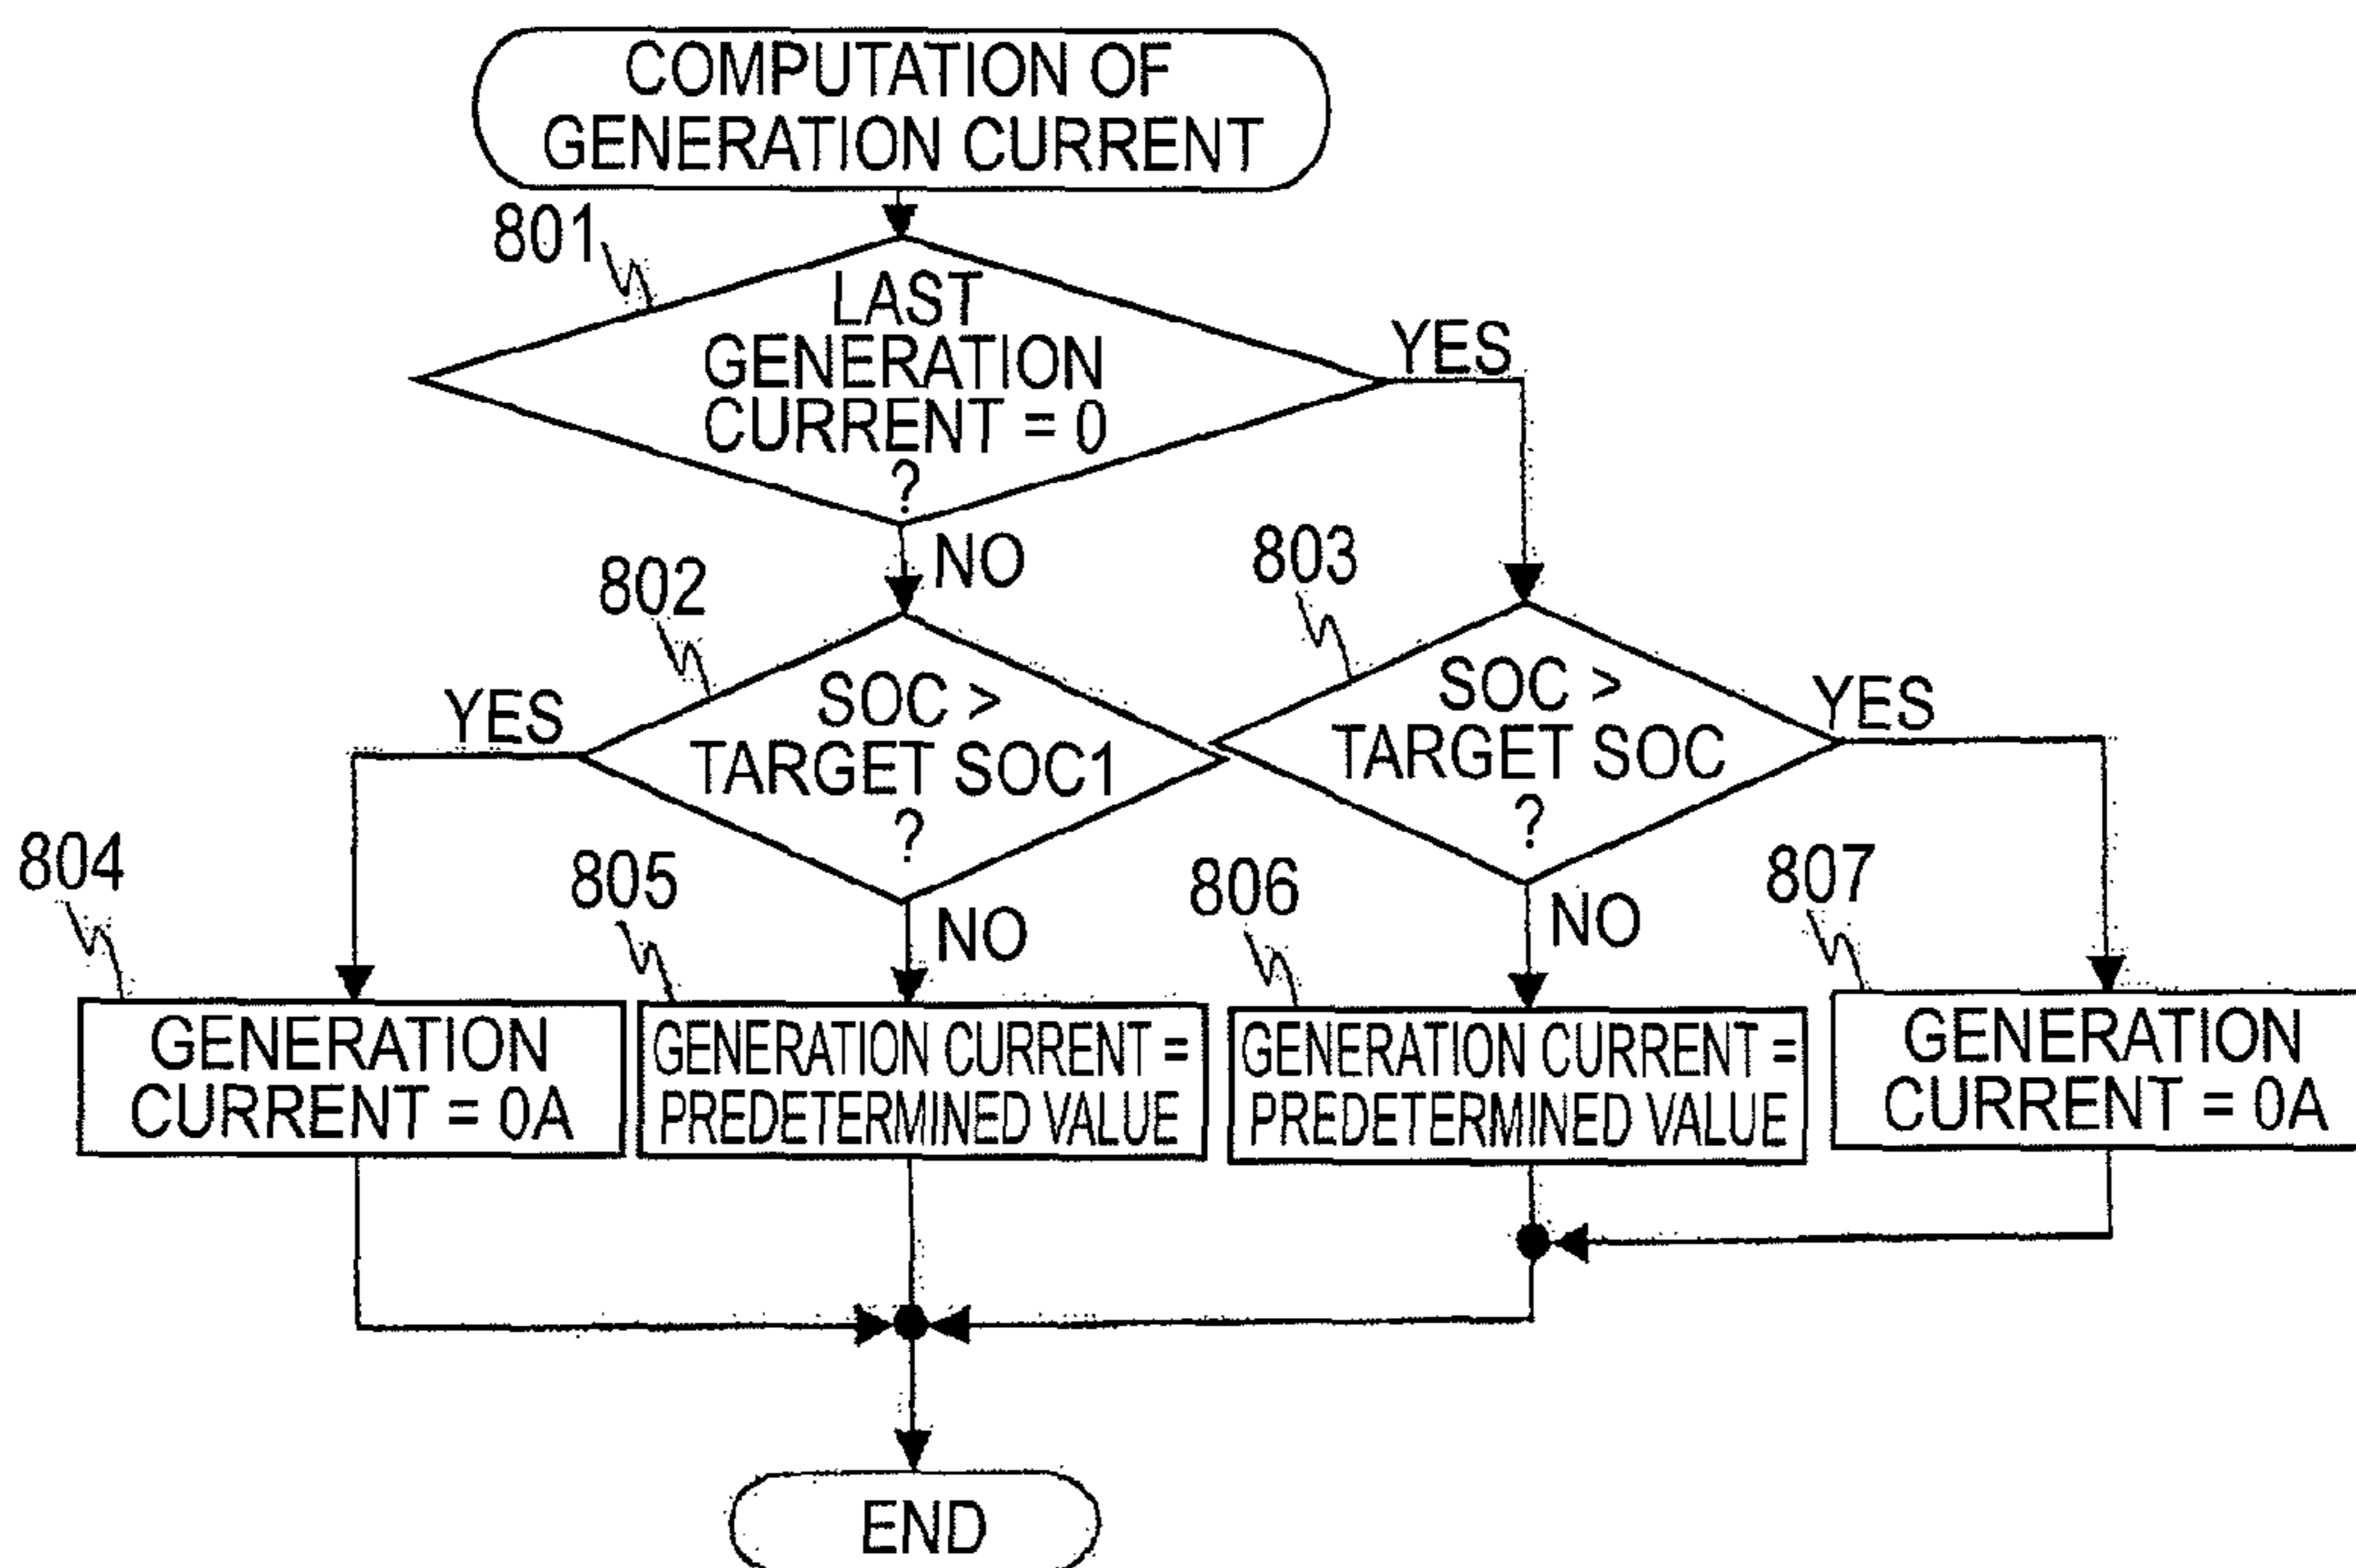 COMPUTATION OF
GENERATION CURRENT
801
LAST
GENERATION
CURRENT = 0
?
YES
NO
802
SOC >
TARGET SOC1
?
YES
NO
803
SOC >
TARGET SOC
?
YES
NO
804
GENERATION
CURRENT = 0A
805
GENERATION CURRENT =
PREDETERMINED VALUE
806
GENERATION CURRENT =
PREDETERMINED VALUE
807
GENERATION
CURRENT = 0A
END